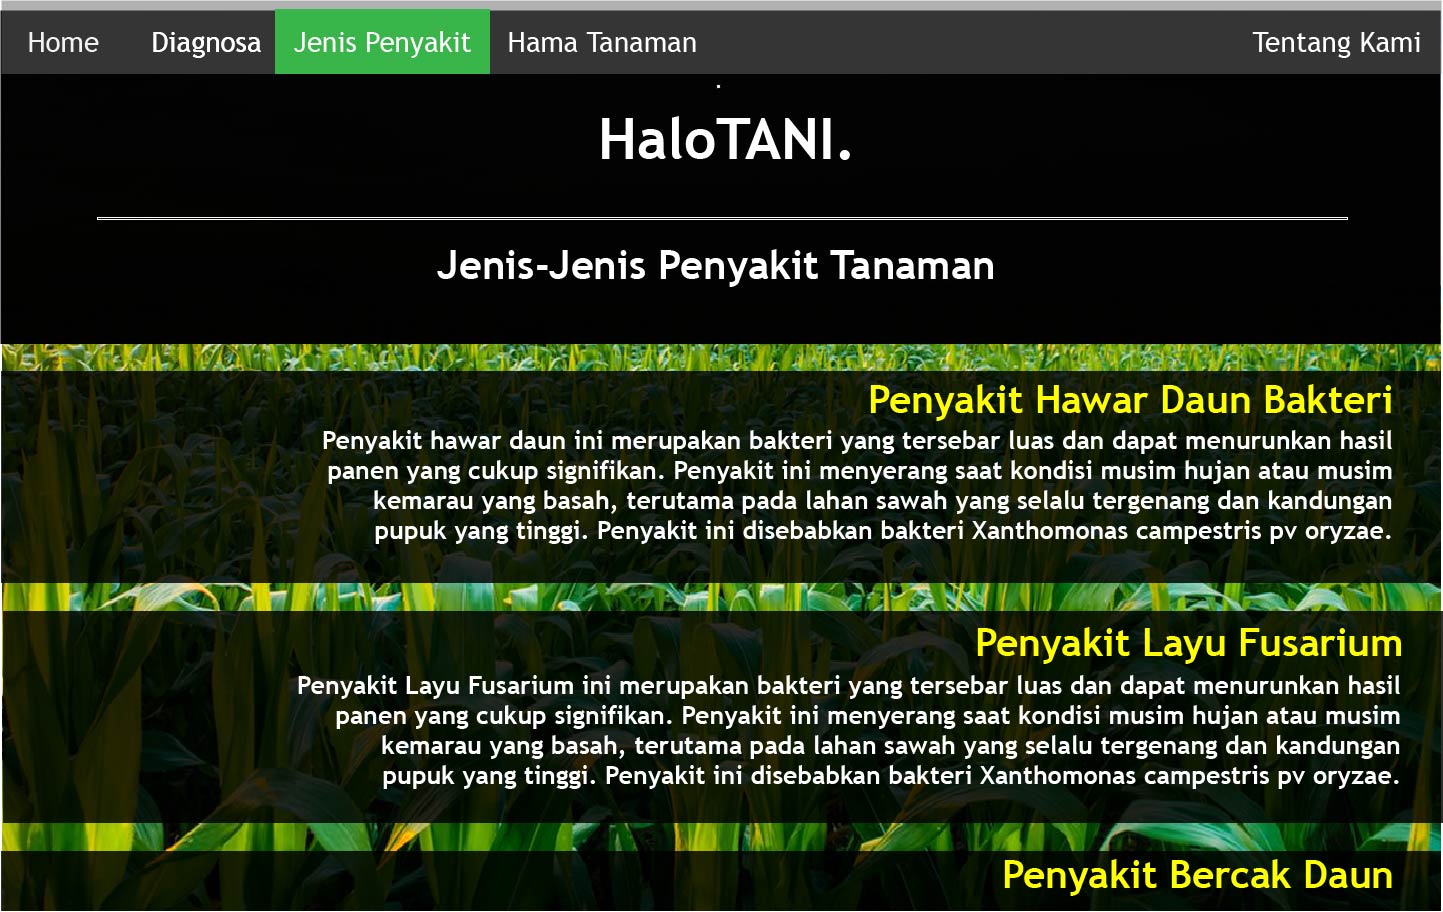 Home Diagnosa Jenis Penyakit Hama Tanaman Tentang Kami
.
HaloTANI.
Jenis-Jenis Penyakit Tanaman
Penyakit Hawar Daun Bakteri
Penyakit hawar daun ini merupakan bakteri yang tersebar luas dan dapat menurunkan hasil
panen yang cukup signifikan. Penyakit ini menyerang saat kondisi musim hujan atau musim
kemarau yang basah, terutama pada lahan sawah yang selalu tergenang dan kandungan
pupuk yang tinggi. Penyakit ini disebabkan bakteri Xanthomonas campestris pv oryzae.
Penyakit Layu Fusarium
Penyakit Layu Fusarium ini merupakan bakteri yang tersebar luas dan dapat menurunkan hasil
panen yang cukup signifikan. Penyakit ini menyerang saat kondisi musim hujan atau musim
kemarau yang basah, terutama pada lahan sawah yang selalu tergenang dan kandungan
pupuk yang tinggi. Penyakit ini disebabkan bakteri Xanthomonas campestris pv oryzae.
Penyakit Bercak Daun